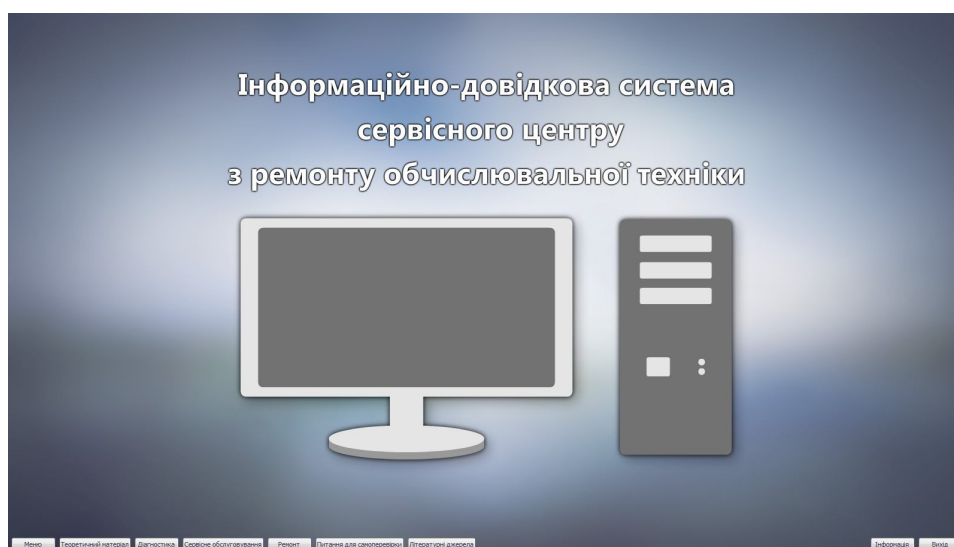 Інформаційно-довідкова система
сервісного центру
з ремонту обчислювальної техніки
Меню Теоретичний матеріал Діагностика Сервісне обслуговування Ремонт Питання для самоперевірки Літературні джерела Інформація Вихід